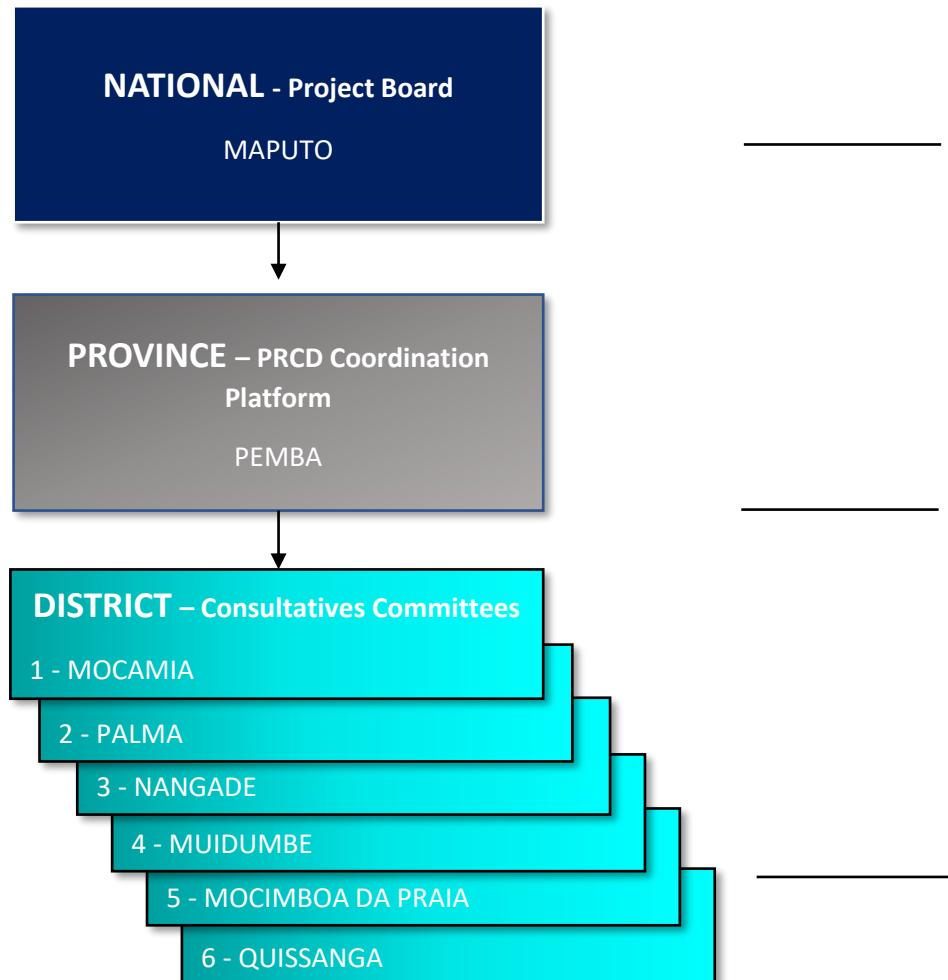 NATIONAL - Project Board
MAPUTO
PROVINCE – PRCD Coordination
Platform
PEMBA
DISTRICT – Consultatives Committees
1 - MOCAMIA
2 - PALMA
3 - NANGADE
4 - MUIDUMBE
5 - MOCIMBOA DA PRAIA
6 - QUISSANGA